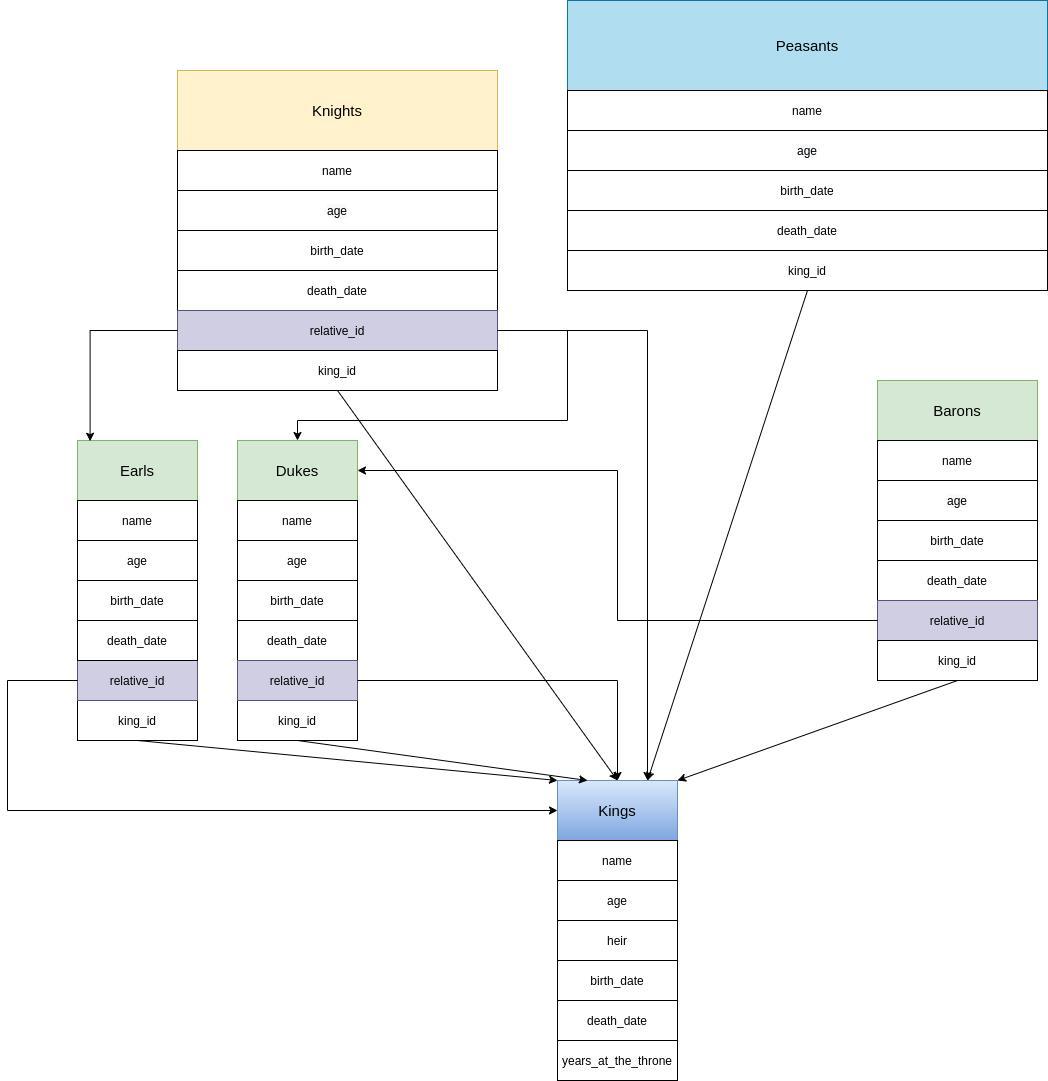 Peasants
name
age
birth_date
death_date
king_id
Knights
name
age
birth_date
death_date
relative_id
king_id
Earls
name
age
birth_date
death_date
relative_id
king_id
Dukes
name
age
birth_date
death_date
relative_id
king_id
Barons
name
age
birth_date
death_date
relative_id
king_id
Kings
name
age
heir
birth_date
death_date
years_at_the_throne